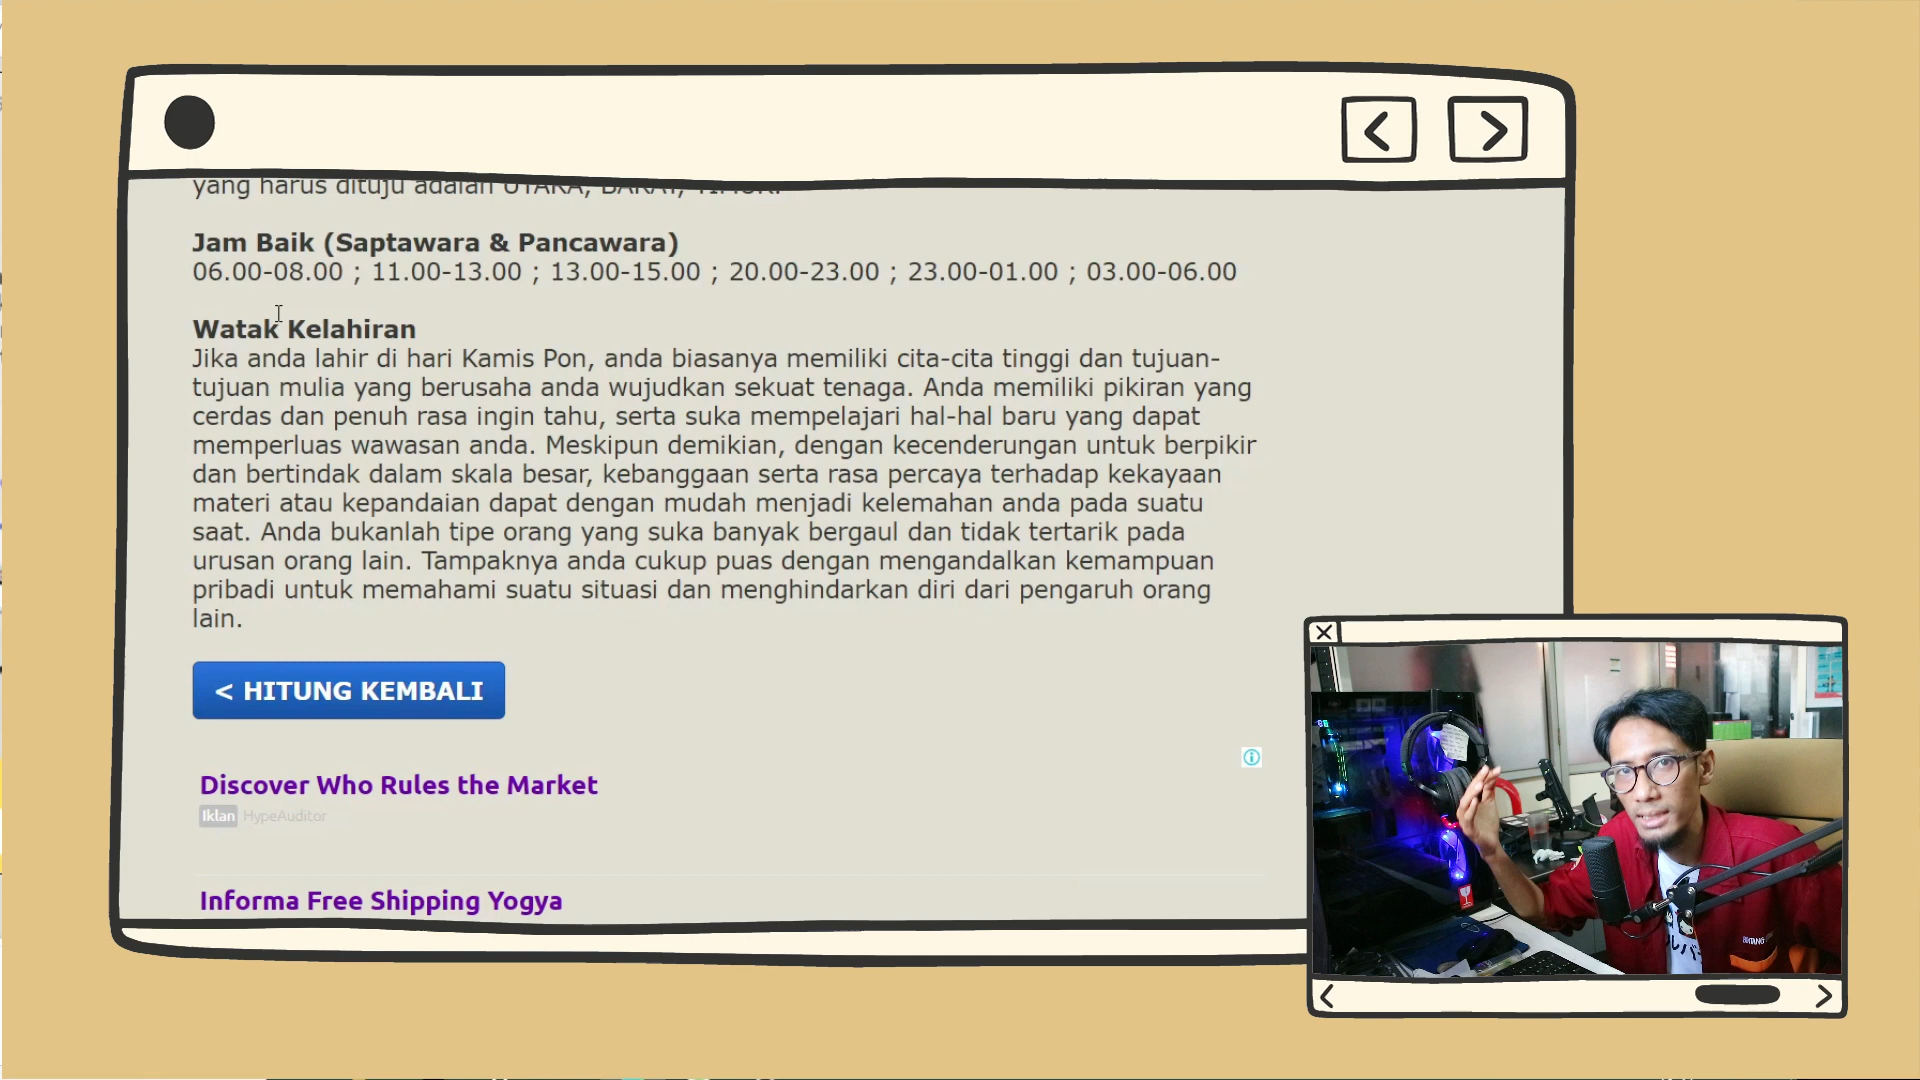 yang harus dituju adalah UTARA, BARAT, TIMUR.
Jam Baik (Saptawara & Pancawara)
06.00-08.00 ; 11.00-13.00 ; 13.00-15.00 ; 20.00-23.00 ; 23.00-01.00 ; 03.00-06.00
Watak Kelahiran
Jika anda lahir di hari Kamis Pon, anda biasanya memiliki cita-cita tinggi dan tujuan-
tujuan mulia yang berusaha anda wujudkan sekuat tenaga. Anda memiliki pikiran yang
cerdas dan penuh rasa ingin tahu, serta suka mempelajari hal-hal baru yang dapat
memperluas wawasan anda. Meskipun demikian, dengan kecenderungan untuk berpikir
dan bertindak dalam skala besar, kebanggaan serta rasa percaya terhadap kekayaan
materi atau kepandaian dapat dengan mudah menjadi kelemahan anda pada suatu
saat. Anda bukanlah tipe orang yang suka banyak bergaul dan tidak tertarik pada
urusan orang lain. Tampaknya anda cukup puas dengan mengandalkan kemampuan
pribadi untuk memahami suatu situasi dan menghindarkan diri dari pengaruh orang
lain.
< HITUNG KEMBALI
Discover Who Rules the Market
Iklan HypeAuditor
Informa Free Shipping Yogya